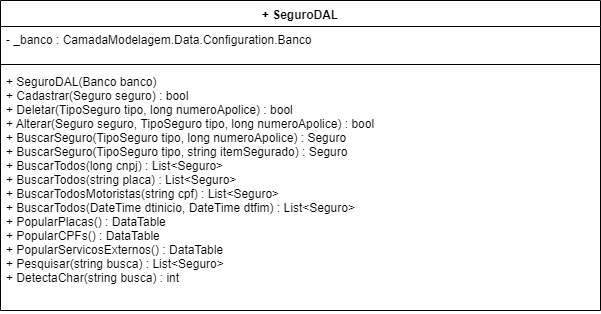 + SeguroDAL
- _banco : CamadaModelagem.Data.Configuration.Banco
+ SeguroDAL(Banco banco)
+ Cadastrar(Seguro seguro) : bool
+ Deletar(TipoSeguro tipo, long numeroApolice) : bool
+ Alterar(Seguro seguro, TipoSeguro tipo, long numeroApolice) : bool
+ BuscarSeguro(TipoSeguro tipo, long numeroApolice) : Seguro
+ BuscarSeguro(TipoSeguro tipo, string itemSegurado) : Seguro
+ BuscarTodos(long cnpj) : List<Seguro>
+ BuscarTodos(string placa) : List<Seguro>
+ BuscarTodosMotoristas(string cpf) : List<Seguro>
+ BuscarTodos(DateTime dtinicio, DateTime dtfim) : List<Seguro>
+ PopularPlacas() : DataTable
+ PopularCPFs() : DataTable
+ PopularServicosExternos() : DataTable
+ Pesquisar(string busca) : List<Seguro>
+ DetectaChar(string busca) : int